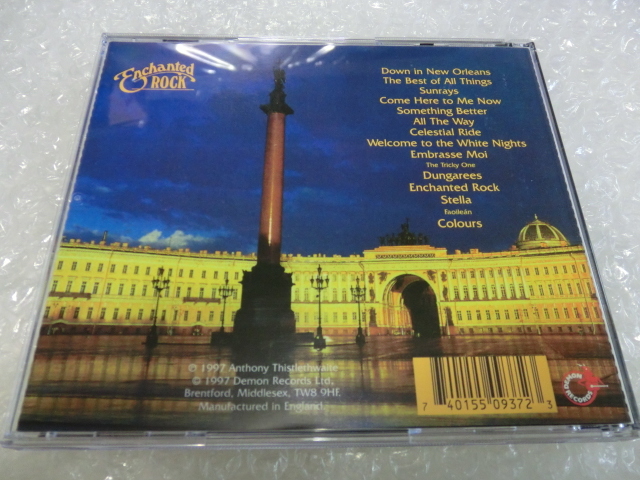 Enchanted
ROCK
Down in New Orleans
The Best of All Things
Sunrays
Come Here to Me Now
Something Better
All The Way
Celestial Ride
Welcome to the White Nights
Embrasse Moi
The Tricky One
Dungarees
Enchanted Rock
Stella
Faoileán
Colours
℗ 1997 Anthony Thistlethwaite
© 1997 Demon Records Ltd.
Brentford, Middlesex, TW8 9HF.
Manufactured in England.
7 40155 09372 3
DEMON
RECORDS